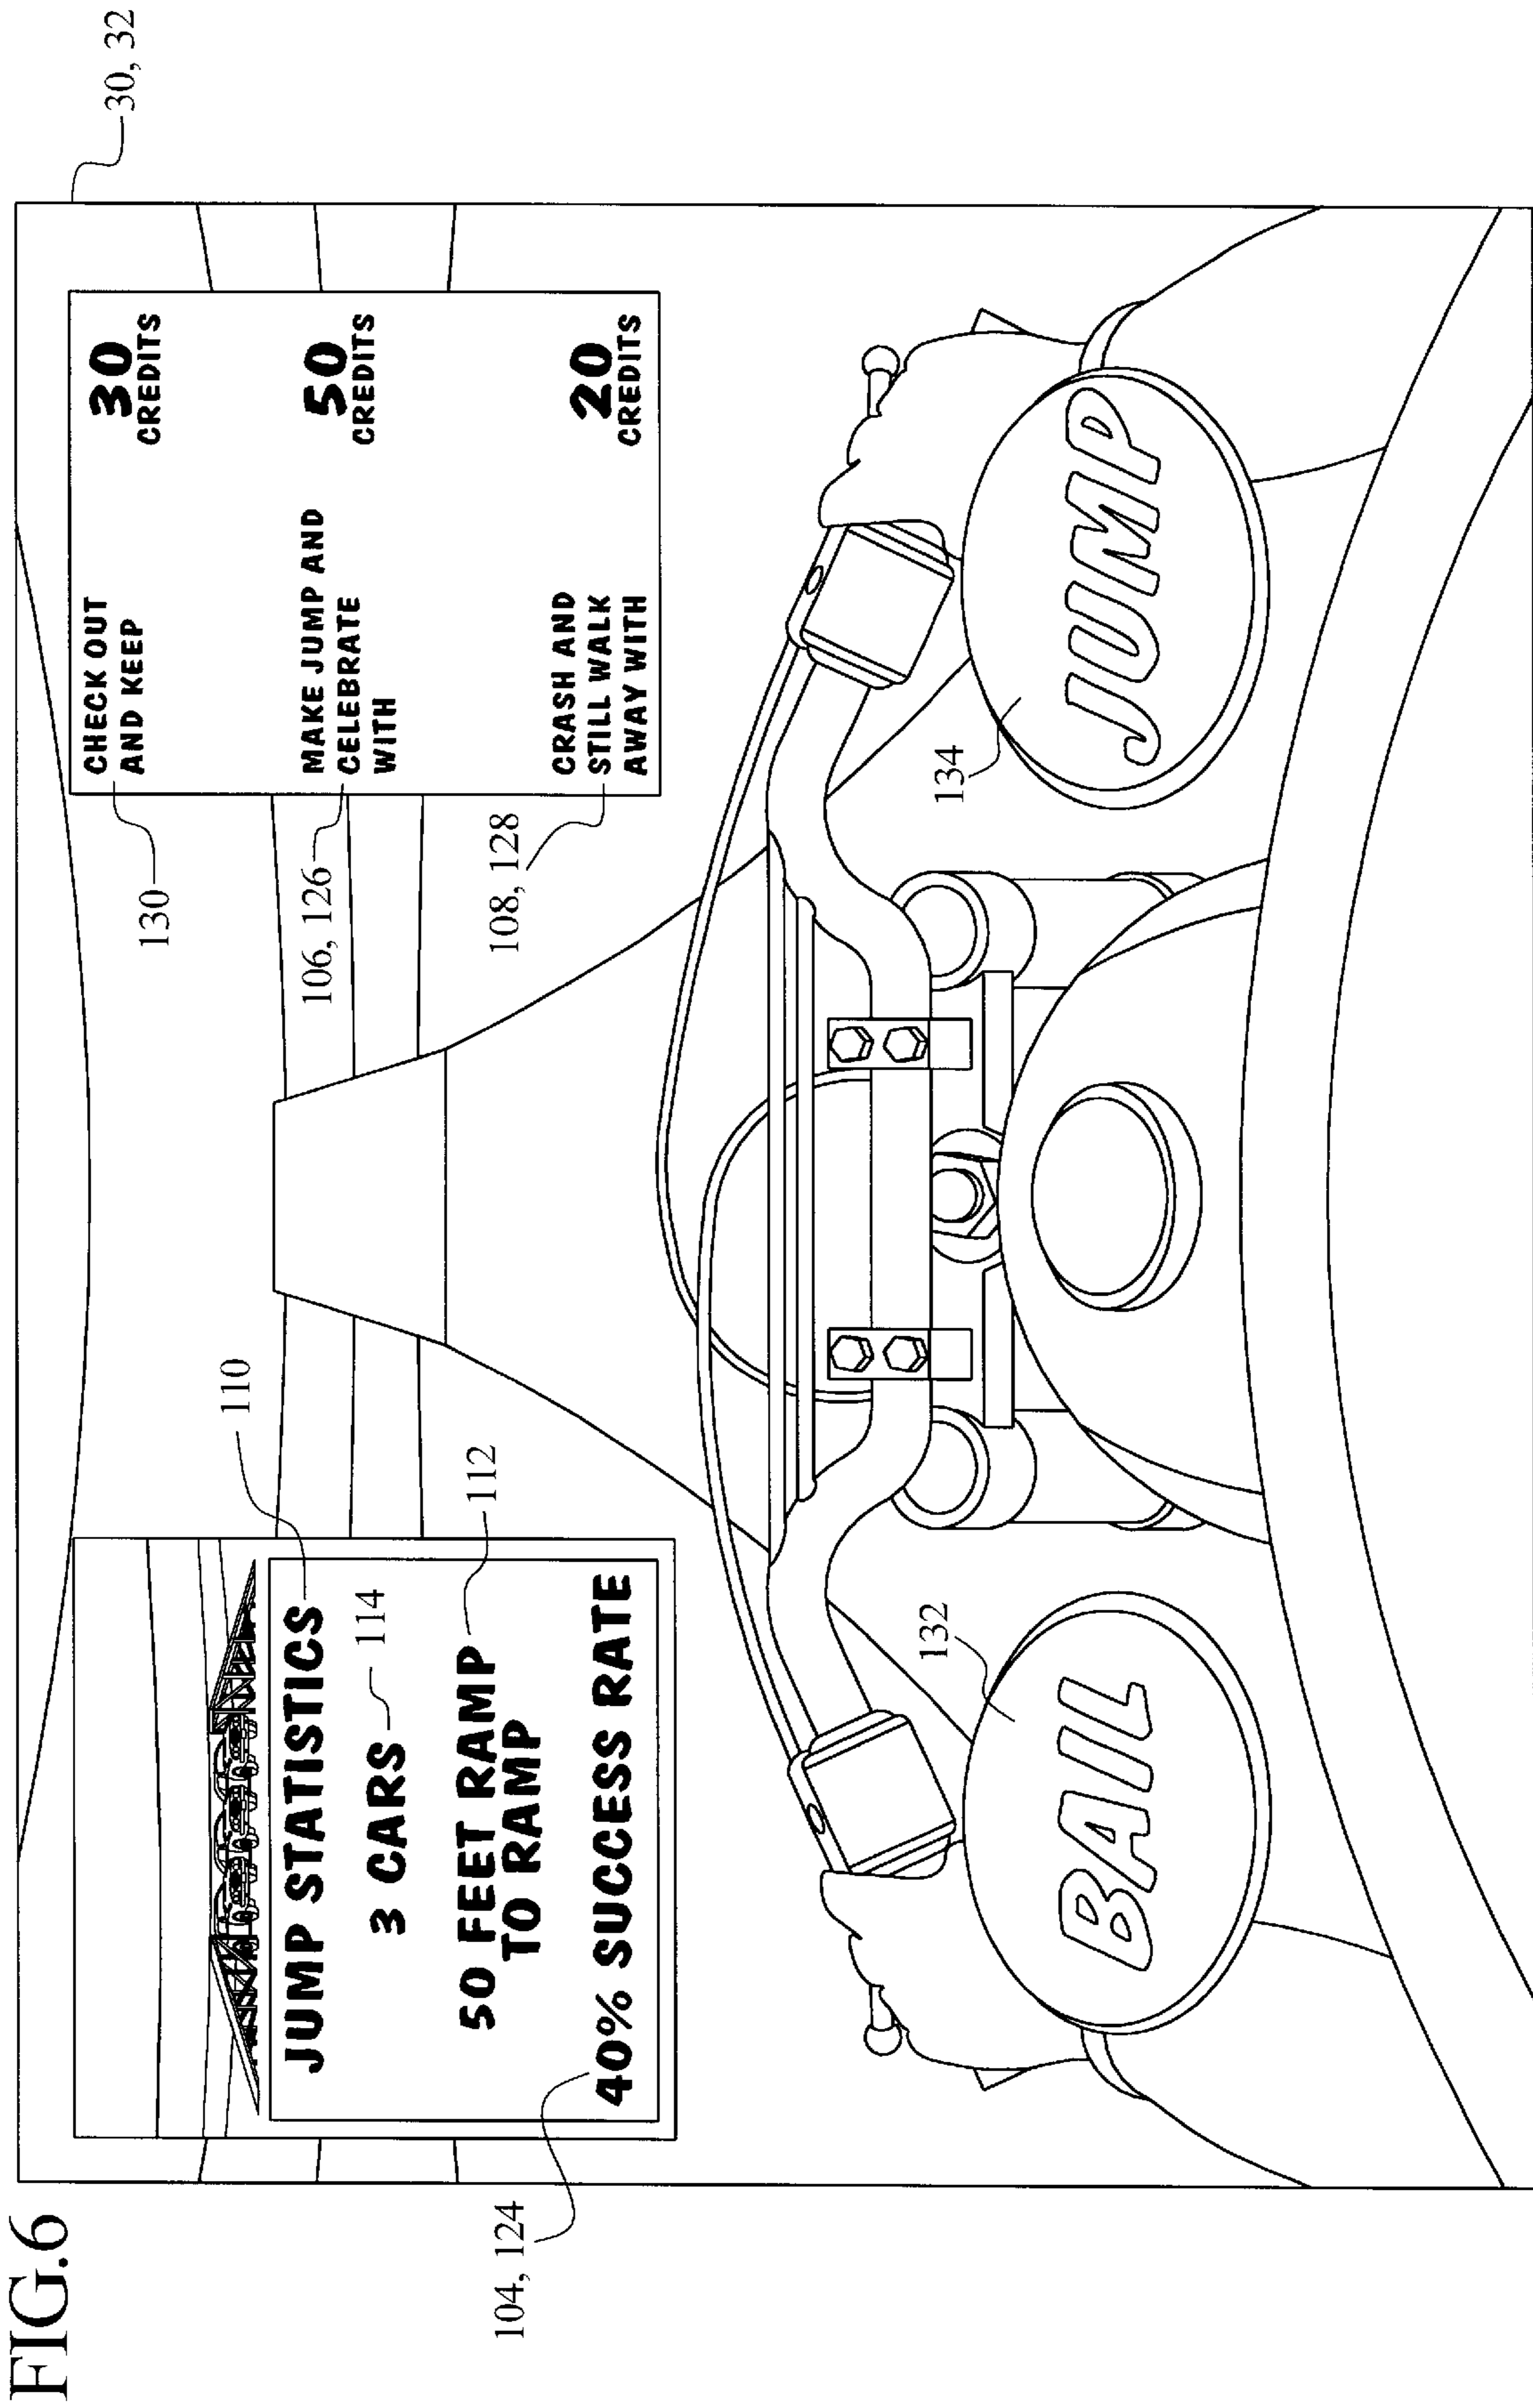 FIG.6
30, 32
110
JUMP STATISTICS
3 CARS
114
50 FEET RAMP
TO RAMP
112
40% SUCCESS RATE
104, 124
CHECK OUT
AND KEEP
30
CREDITS
130
MAKE JUMP AND
CELEBRATE
WITH
50
CREDITS
106, 126
CRASH AND
STILL WALK
AWAY WITH
20
CREDITS
108, 128
132
BAIL
134
JUMP